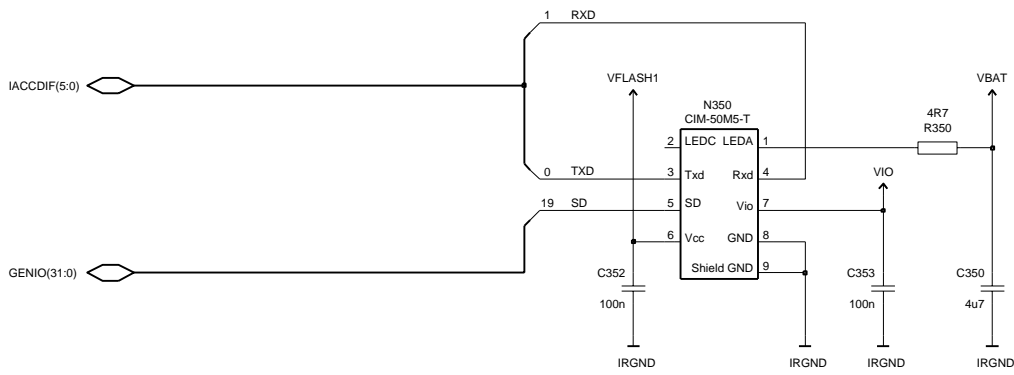 1 RXD
IACCDIF(5:0)
VFLASH1
VBAT
N350
CIM-50M5-T
4R7
R350
2 LEDC LEDA 1
0 TXD 3 Txd Rxd 4
VIO
19 SD 5 SD Vio 7
6 Vcc GND 8
GENIO(31:0)
Shield GND 9
C352
100n
C353
100n
C350
4u7
IRGND
IRGND
IRGND
IRGND